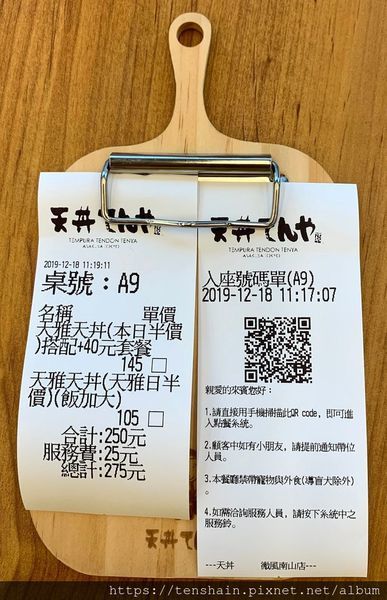 天丼てんや
TEMPURA TENDON TENYA
ASAKUSA TOKYO
2019-12-18 11:19:11
桌號：A9
名稱 單價
天雅天丼(本日半價
)搭配+40元套餐
145 □
天雅天丼(天雅日半
價)(飯加大)
105 □
合計:250元
服務費:25元
總計:275元
天丼てんや
TEMPURA TENDON TENYA
ASAKUSA TOKYO
入座號碼單(A9)
2019-12-18 11:17:07
親愛的來賓您好：
1.請直接用手機掃描此QR code, 即可進
入點餐系統。
2.顧客中如有小朋友, 請提前通知帶位
人員。
3.本餐廳禁帶寵物與外食(導盲犬除外)
。
4.如需洽詢服務人員, 請按下系統中之
服務鈴。
---天丼 微風南山店---
天丼てんや
https://tenshain.pixnet.net/album